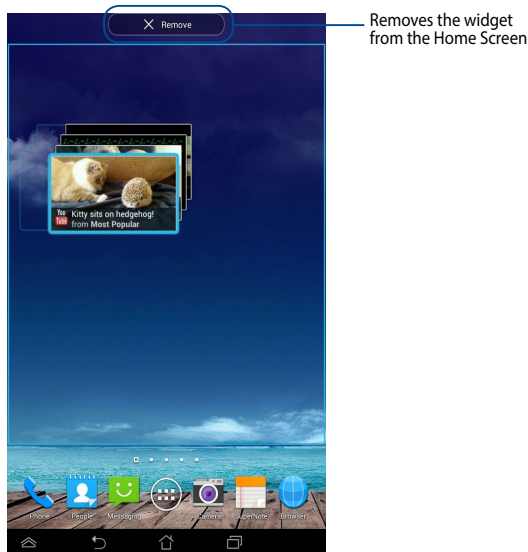 Remove
Removes the widget
from the Home Screen
You
Tube
Kitty sits on hedgehog!
from Most Popular
Phone
People
Messaging
Camera
SuperNote
Browser